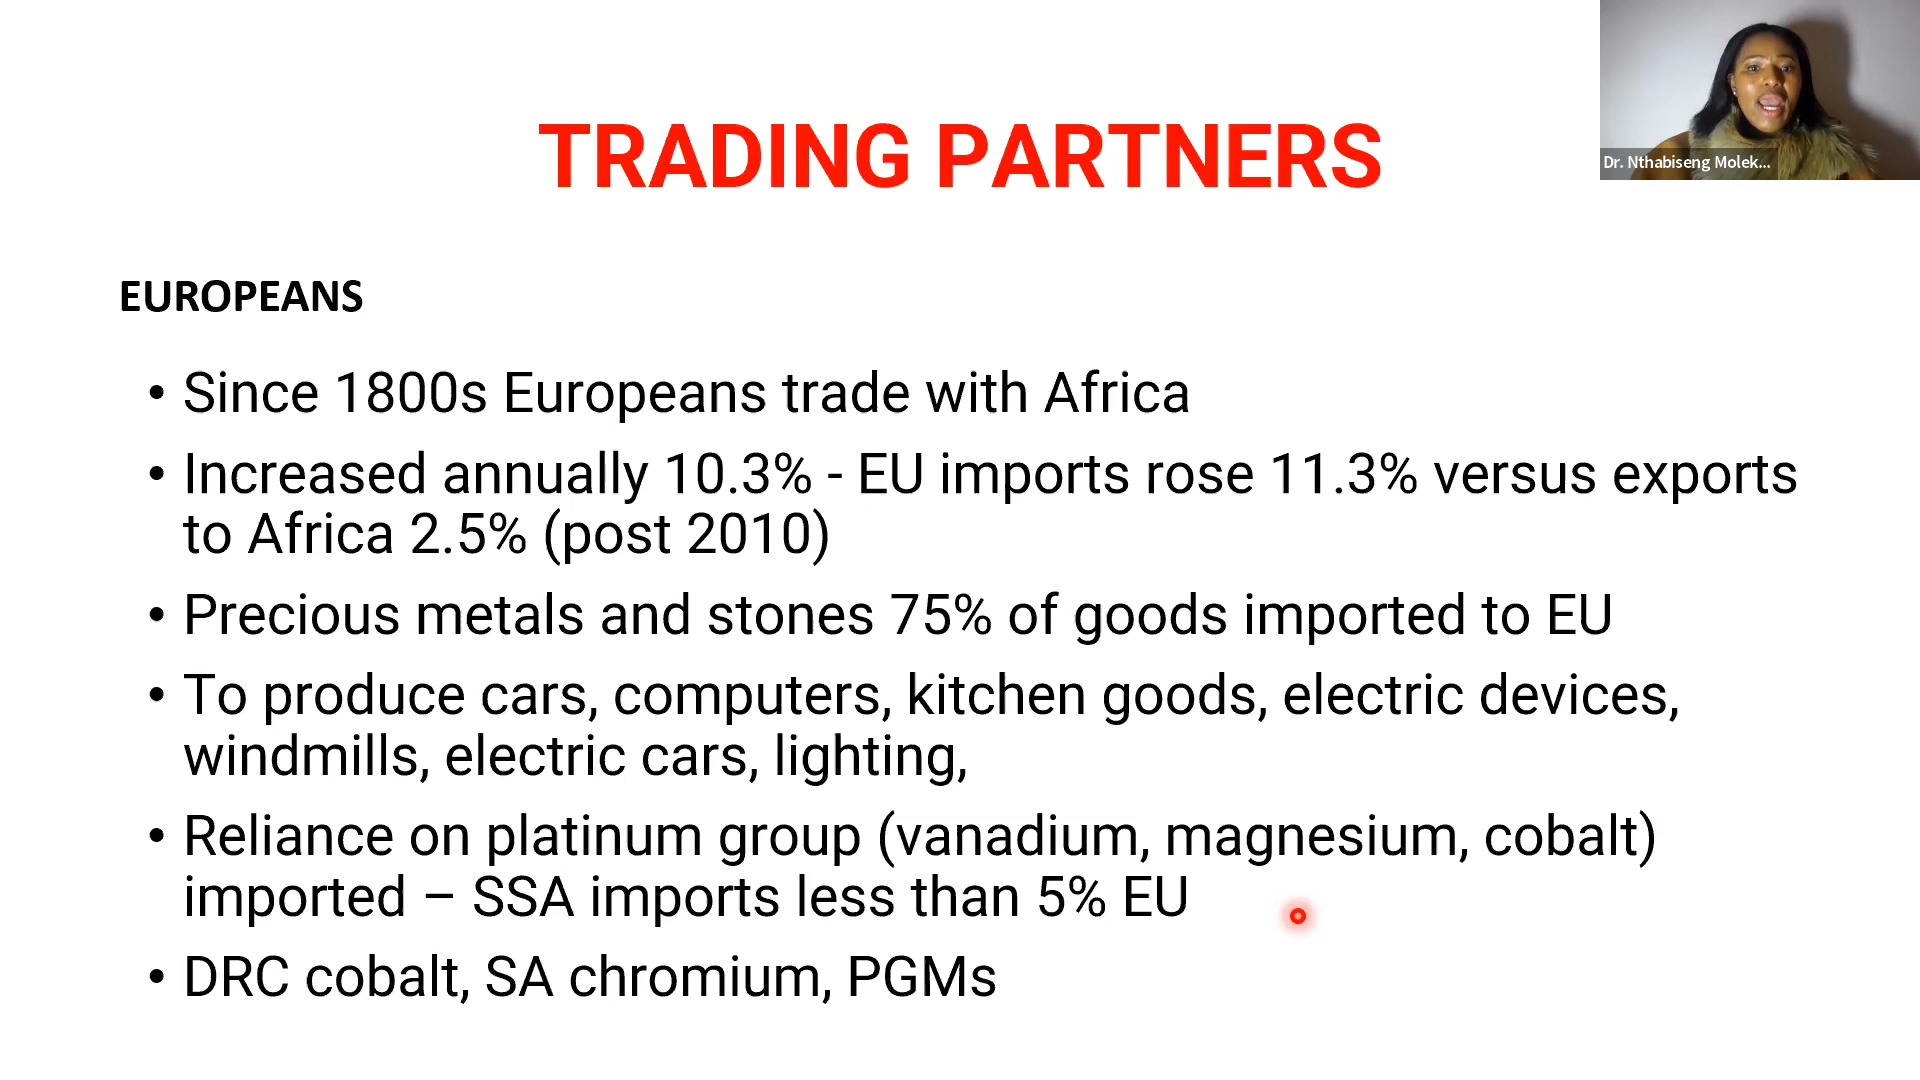 TRADING PARTNERS
Dr. Nthabiseng Molek...
EUROPEANS
• Since 1800s Europeans trade with Africa
• Increased annually 10.3% - EU imports rose 11.3% versus exports
to Africa 2.5% (post 2010)
• Precious metals and stones 75% of goods imported to EU
• To produce cars, computers, kitchen goods, electric devices,
windmills, electric cars, lighting,
• Reliance on platinum group (vanadium, magnesium, cobalt)
imported – SSA imports less than 5% EU
• DRC cobalt, SA chromium, PGMs